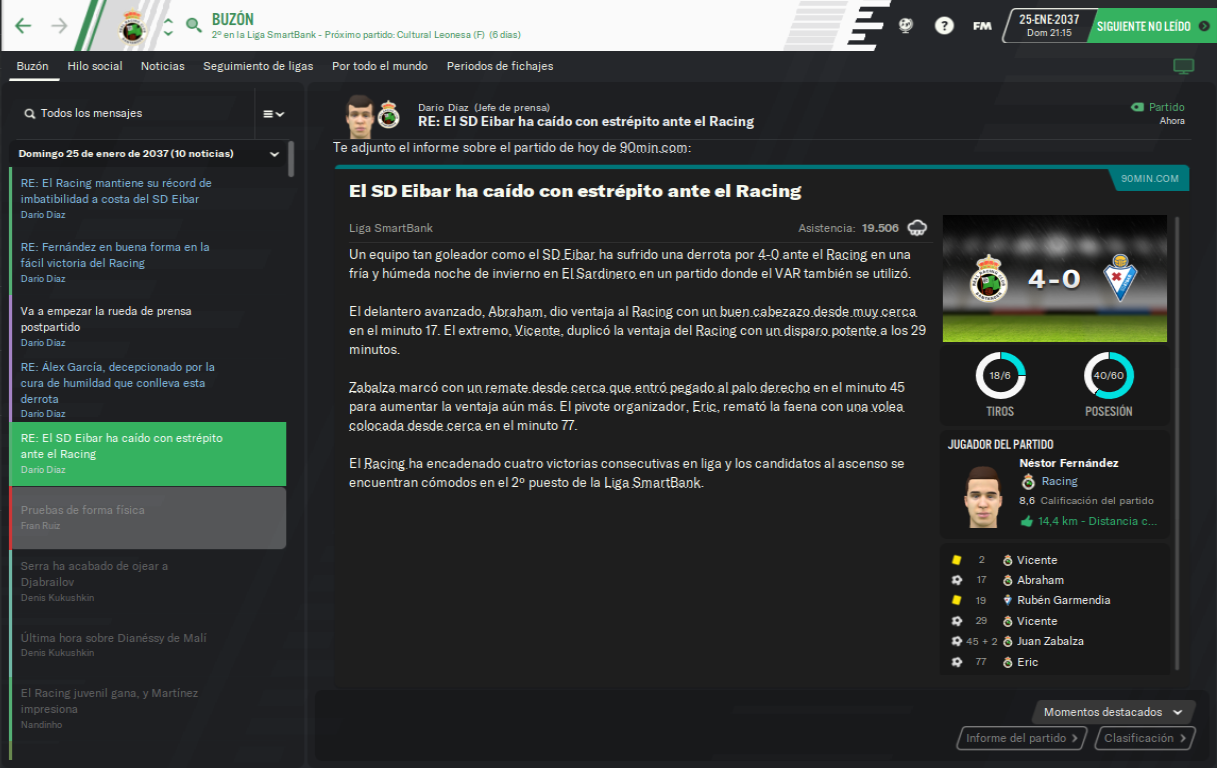 BUZÓN
2º en la Liga SmartBank - Próximo partido: Cultural Leonesa (F) (6 días)
?
FM
25-ENE-2037
Dom 21:15
SIGUIENTE NO LEÍDO
Buzón
Hilo social
Noticias
Seguimiento de ligas
Por todo el mundo
Periodos de fichajes
Todos los mensajes
Domingo 25 de enero de 2037 (10 noticias)
RE: El Racing mantiene su récord de
imbatibilidad a costa del SD Eibar
Darío Díaz
RE: Fernández en buena forma en la
fácil victoria del Racing
Darío Díaz
Va a empezar la rueda de prensa
postpartido
Darío Díaz
RE: Álex García, decepcionado por la
cura de humildad que conlleva esta
derrota
Darío Díaz
RE: El SD Eibar ha caído con estrépito
ante el Racing
Darío Díaz
Pruebas de forma física
Fran Ruiz
Serra ha acabado de ojear a
Djabrailov
Denis Kukushkin
Última hora sobre Dianéssy de Malí
Denis Kukushkin
El Racing juvenil gana, y Martínez
impresiona
Nandinho
Darío Díaz (Jefe de prensa)
RE: El SD Eibar ha caído con estrépito ante el Racing
Partido
Ahora
Te adjunto el informe sobre el partido de hoy de 90min.com:
90MIN.COM
El SD Eibar ha caído con estrépito ante el Racing
Liga SmartBank
Asistencia: 19.506
Un equipo tan goleador como el SD Eibar ha sufrido una derrota por 4-0 ante el Racing en una
fría y húmeda noche de invierno en El Sardinero en un partido donde el VAR también se utilizó.
El delantero avanzado, Abraham, dio ventaja al Racing con un buen cabezazo desde muy cerca
en el minuto 17. El extremo, Vicente, duplicó la ventaja del Racing con un disparo potente a los 29
minutos.
Zabalza marcó con un remate desde cerca que entró pegado al palo derecho en el minuto 45
para aumentar la ventaja aún más. El pivote organizador, Eric, remató la faena con una volea
colocada desde cerca en el minuto 77.
El Racing ha encadenado cuatro victorias consecutivas en liga y los candidatos al ascenso se
encuentran cómodos en el 2º puesto de la Liga SmartBank.
4-0
18/6
TIROS
40/60
POSESIÓN
JUGADOR DEL PARTIDO
Néstor Fernández
Racing
8,6 Calificación del partido
14,4 km - Distancia c...
2 Vicente
17 Abraham
19 Rubén Garmendia
29 Vicente
45 + 2 Juan Zabalza
77 Eric
Momentos destacados
Informe del partido
Clasificación